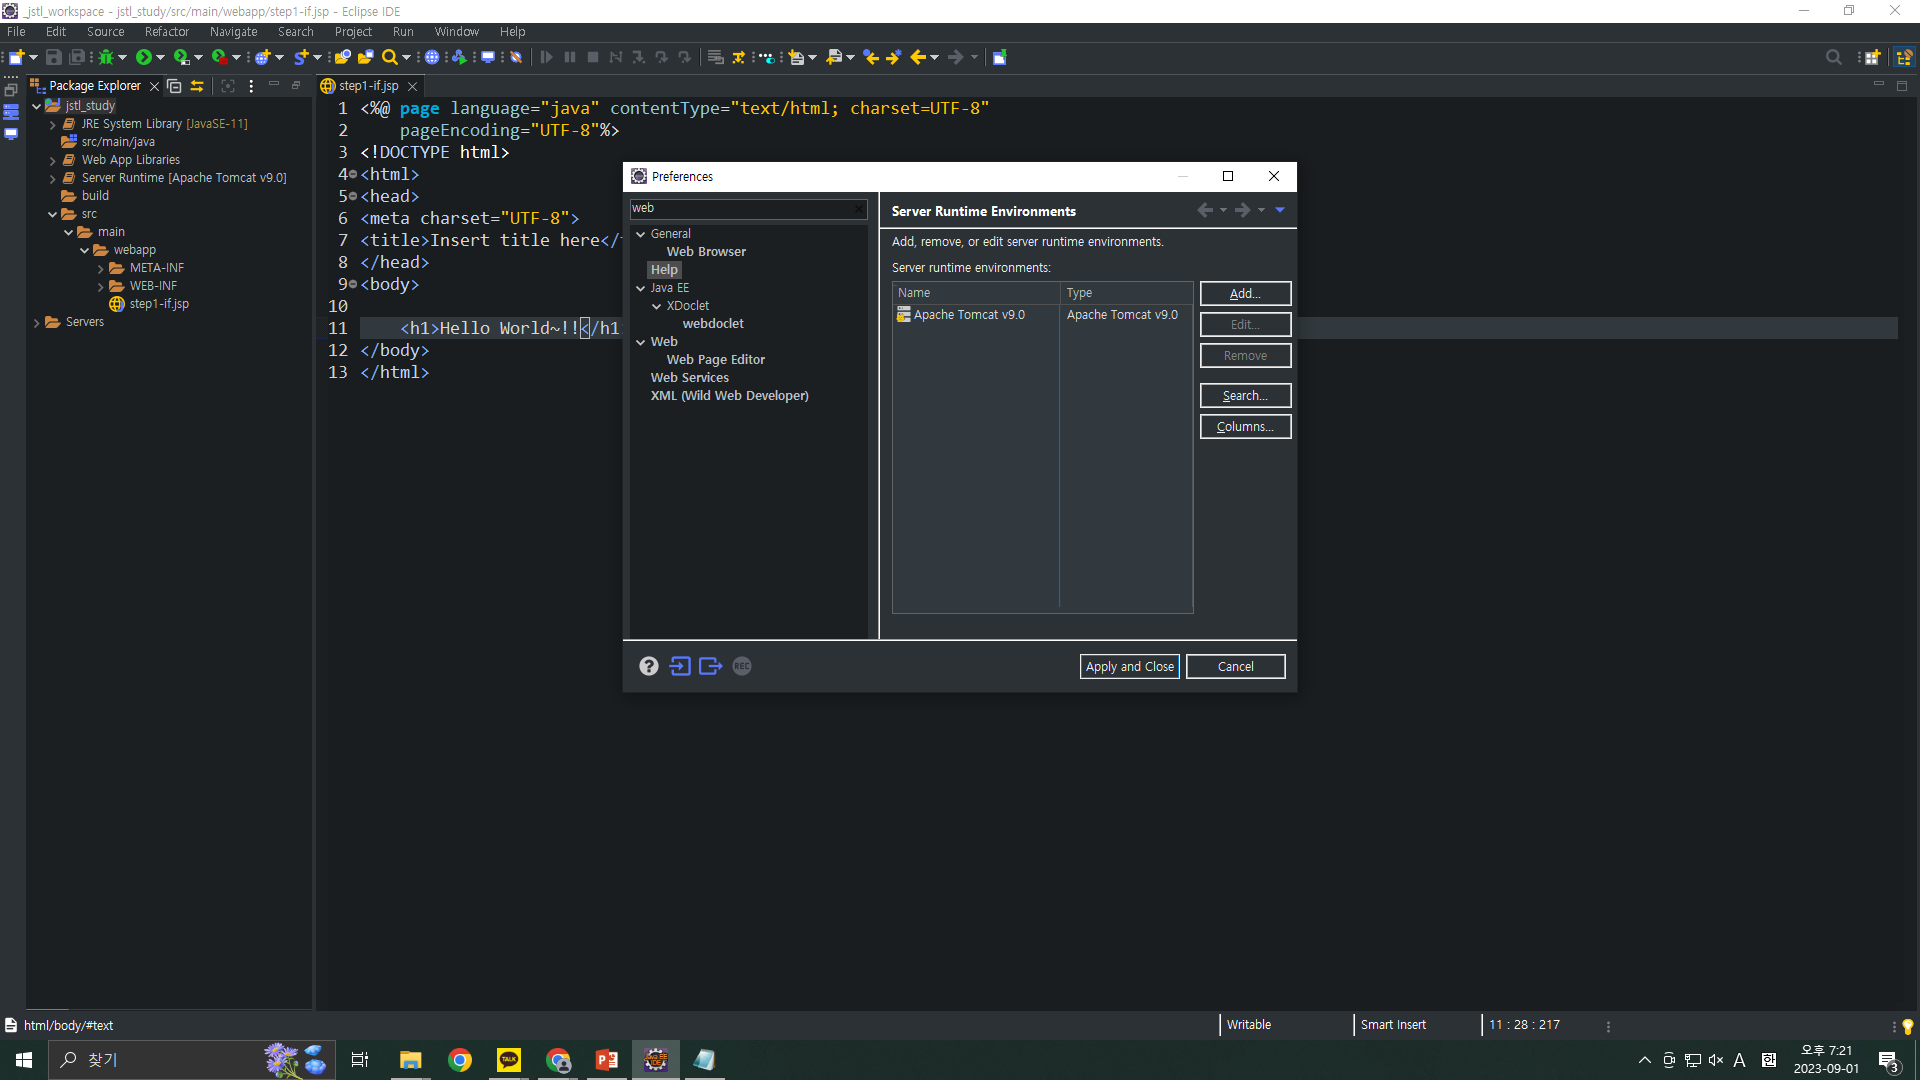 _jstl_workspace - jstl_study/src/main/webapp/step1-if.jsp - Eclipse IDE
File Edit Source Refactor Navigate Search Project Run Window Help
Package Explorer
step1-if.jsp
jstl_study
JRE System Library [JavaSE-11]
src/main/java
Web App Libraries
Server Runtime [Apache Tomcat v9.0]
build
src
main
webapp
META-INF
WEB-INF
step1-if.jsp
Servers
1 <%@ page language="java" contentType="text/html; charset=UTF-8"
2 pageEncoding="UTF-8"%>
3 <!DOCTYPE html>
4 <html>
5 <head>
6 <meta charset="UTF-8">
7 <title>Insert title here</
8 </head>
9 <body>
10
11 <h1>Hello World~!!</h1
12 </body>
13 </html>
Preferences
web
General
Web Browser
Help
Java EE
XDoclet
webdoclet
Web
Web Page Editor
Web Services
XML (Wild Web Developer)
Server Runtime Environments
Add, remove, or edit server runtime environments.
Server runtime environments:
Name Type
Apache Tomcat v9.0 Apache Tomcat v9.0
Add...
Edit...
Remove
Search...
Columns...
REC
Apply and Close Cancel
html/body/#text
Writable Smart Insert 11 : 28 : 217
찾기
TALK
Java EE
IDE
A 한
오후 7:21
2023-09-01
3